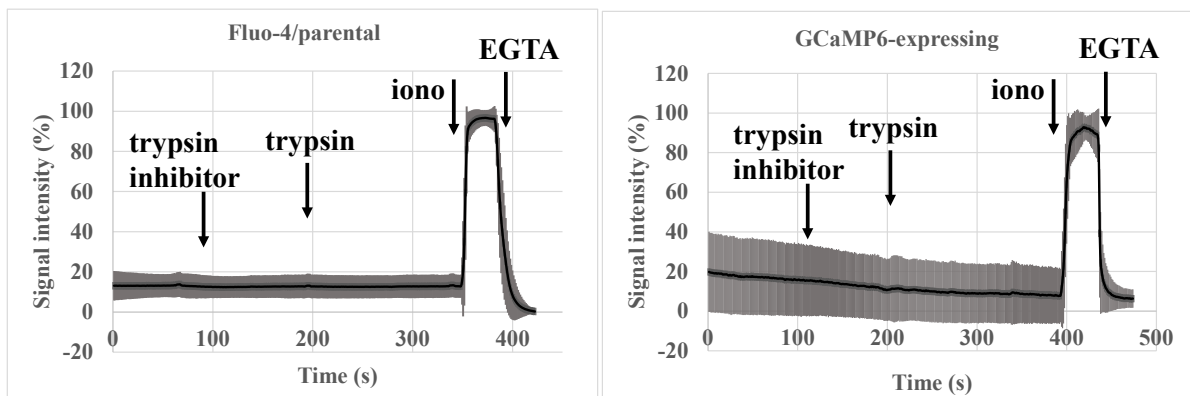 Fluo-4/parental
EGTA
iono
trypsin
inhibitor
trypsin
Signal intensity (%)
120
100
80
60
40
20
0
-20
0
100
200
300
400
Time (s)
GCaMP6-expressing
EGTA
iono
trypsin
inhibitor
trypsin
Signal intensity (%)
120
100
80
60
40
20
0
-20
0
100
200
300
400
500
Time (s)